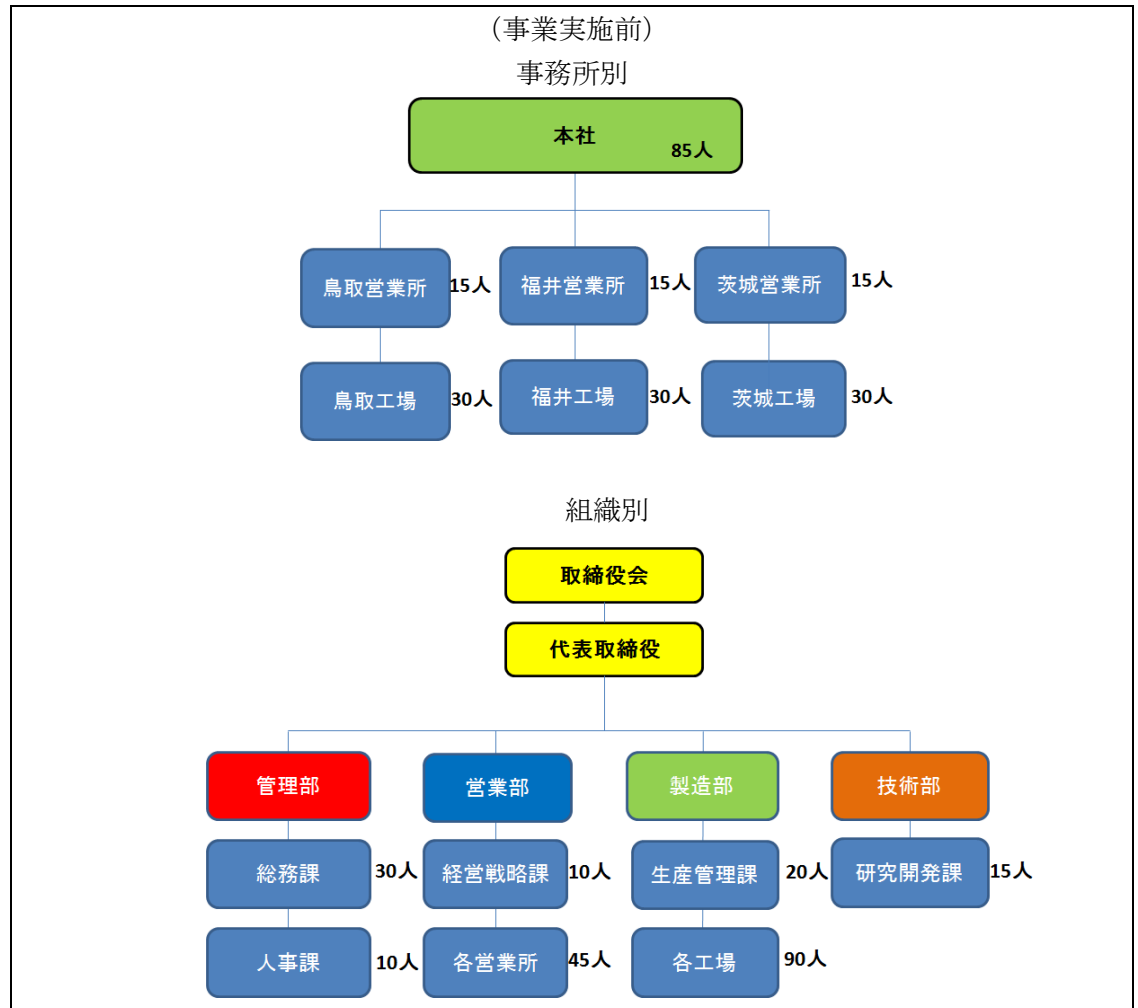 （事業実施前）
事務所別
本社
85人
鳥取営業所 15人 福井営業所 15人 茨城営業所 15人
鳥取工場 30人 福井工場 30人 茨城工場 30人
組織別
取締役会
代表取締役
管理部 営業部 製造部 技術部
総務課 30人 経営戦略課 10人 生産管理課 20人 研究開発課 15人
人事課 10人 各営業所 45人 各工場 90人